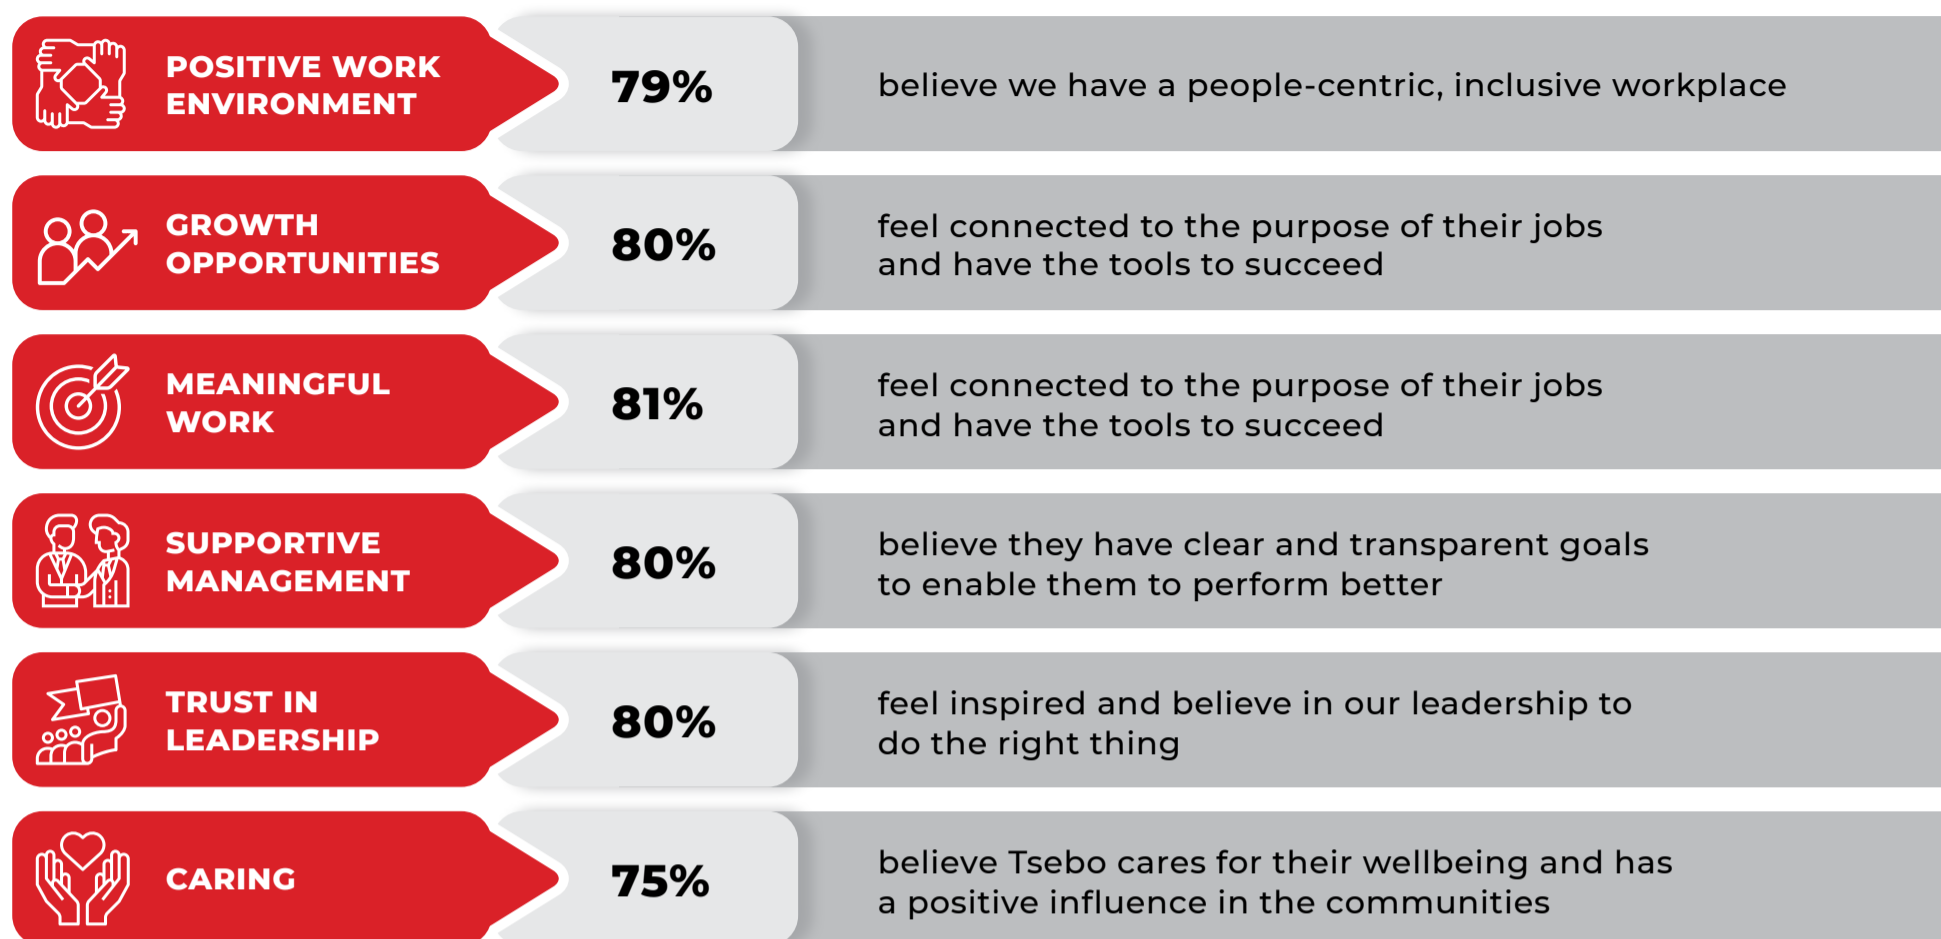 POSITIVE WORK
ENVIRONMENT
79%
believe we have a people-centric, inclusive workplace
GROWTH
OPPORTUNITIES
80%
feel connected to the purpose of their jobs
and have the tools to succeed
MEANINGFUL
WORK
81%
feel connected to the purpose of their jobs
and have the tools to succeed
SUPPORTIVE
MANAGEMENT
80%
believe they have clear and transparent goals
to enable them to perform better
TRUST IN
LEADERSHIP
80%
feel inspired and believe in our leadership to
do the right thing
CARING
75%
believe Tsebo cares for their wellbeing and has
a positive influence in the communities